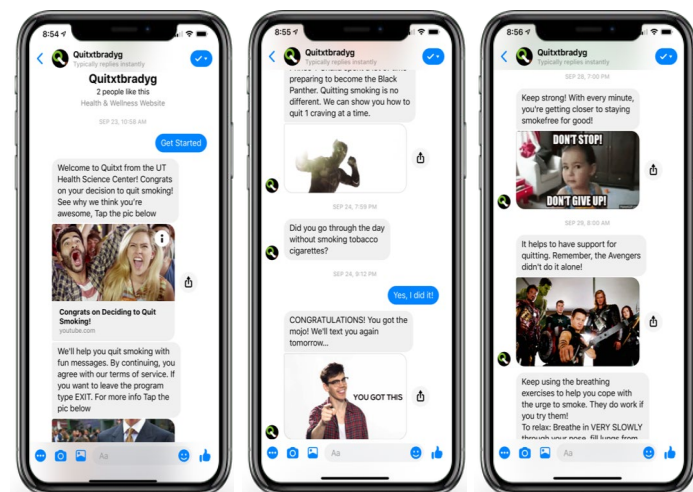 8:54
Quitxtbradyg
Typically replies instantly
Quitxtbradyg
2 people like this
Health & Wellness Website
SEP 23, 10:58 AM
Get Started
Welcome to Quitxt from the UT
Health Science Center! Congrats
on your decision to quit smoking!
See why we think you're
awesome, Tap the pic below
Congrats on Deciding to Quit
Smoking!
youtube.com
We'll help you quit smoking with
fun messages. By continuing, you
agree with our terms of service. If
you want to leave the program
type EXIT. For more info Tap the
pic below
Aa
8:55
Quitxtbradyg
Typically replies instantly
preparing to become the Black
Panther. Quitting smoking is no
different. We can show you how to
quit 1 craving at a time.
SEP 24, 7:59 PM
Did you go through the day
without smoking tobacco
cigarettes?
SEP 24, 9:12 PM
Yes, I did it!
CONGRATULATIONS! You got the
mojo! We'll text you again
tomorrow...
YOU GOT THIS
Aa
8:56
Quitxtbradyg
Typically replies instantly
SEP 28, 7:00 PM
Keep strong! With every minute,
you're getting closer to staying
smokefree for good!
DON'T STOP!
DON'T GIVE UP!
SEP 29, 8:00 AM
It helps to have support for
quitting. Remember, the Avengers
didn't do it alone!
Keep using the breathing
exercises to help you cope with
the urge to smoke. They do work if
you try them!
To relax: Breathe in VERY SLOWLY
through your nose, fill lungs from
Aa